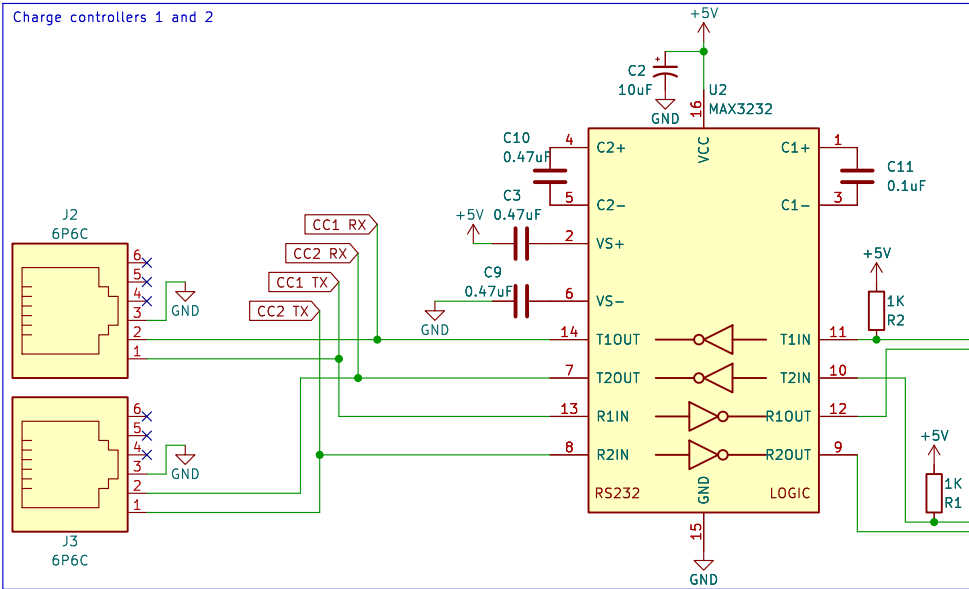 Charge controllers 1 and 2
+5V
C2
+
10uF
GND
16
U2
MAX3232
VCC
C10
0.47uF
4
C2+
C1+
1
C11
0.1uF
5
C2-
C1-
3
C3
0.47uF
+5V
2
VS+
C9
0.47uF
GND
6
VS-
CC1 RX
CC2 RX
CC1 TX
CC2 TX
J2
6P6C
6
5
4
3
2
1
GND
14
T1OUT
T1IN
11
+5V
1K
R2
7
T2OUT
T2IN
10
13
R1IN
R1OUT
12
8
R2IN
R2OUT
9
RS232
GND
LOGIC
15
GND
+5V
1K
R1
6
5
4
3
2
1
GND
J3
6P6C